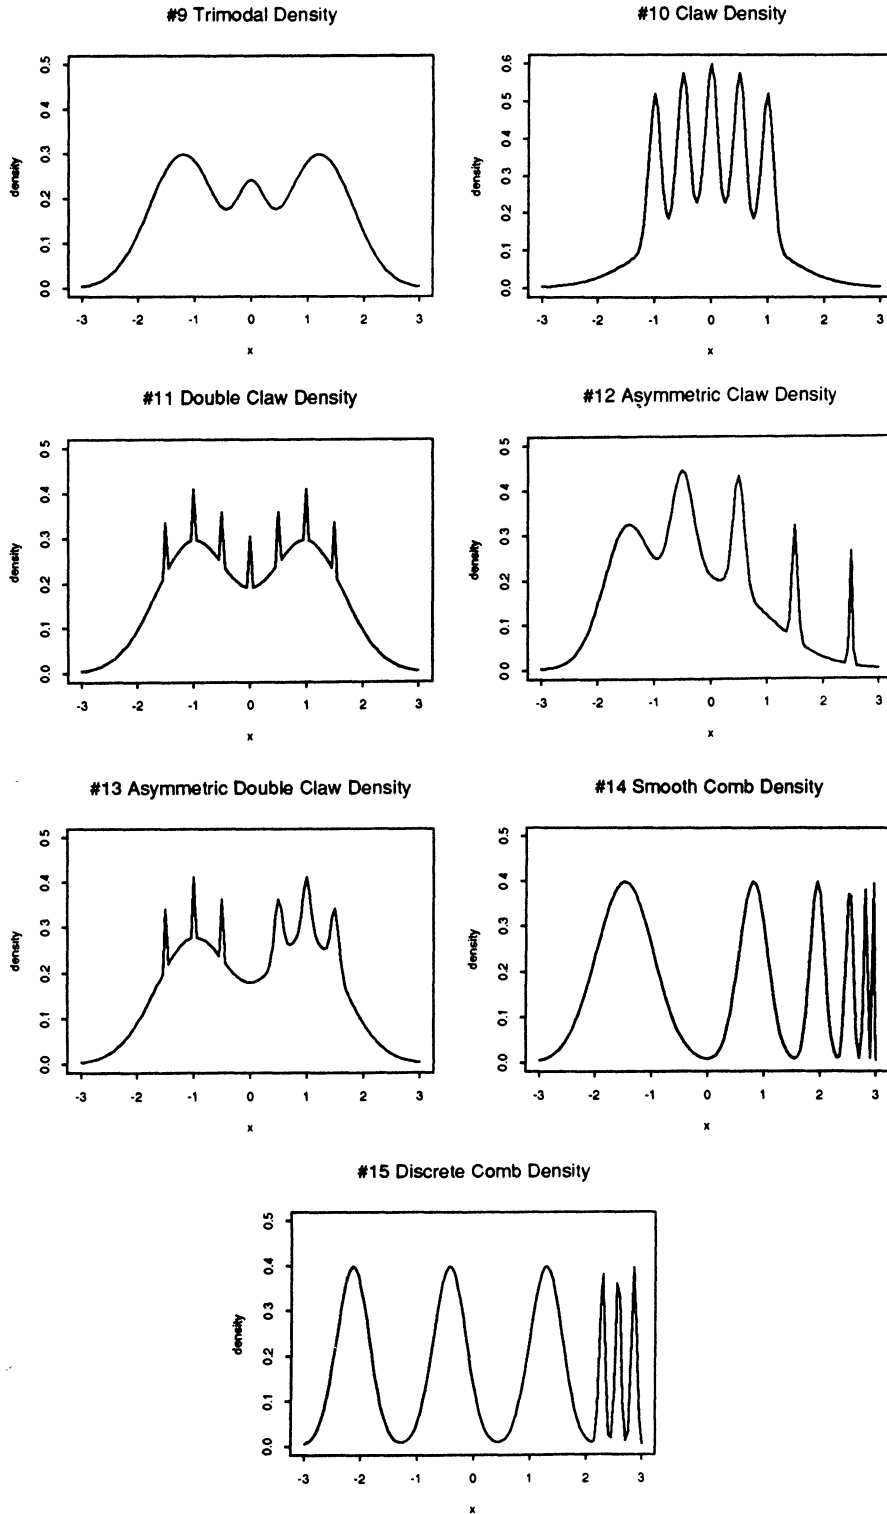 #9 Trimodal Density
density
0.0 0.1 0.2 0.3 0.4 0.5
-3 -2 -1 0 1 2 3
x
#10 Claw Density
density
0.0 0.1 0.2 0.3 0.4 0.5 0.6
-3 -2 -1 0 1 2 3
x
#11 Double Claw Density
density
0.0 0.1 0.2 0.3 0.4 0.5
-3 -2 -1 0 1 2 3
x
#12 Asymmetric Claw Density
density
0.0 0.1 0.2 0.3 0.4 0.5
-3 -2 -1 0 1 2 3
x
#13 Asymmetric Double Claw Density
density
0.0 0.1 0.2 0.3 0.4 0.5
-3 -2 -1 0 1 2 3
x
#14 Smooth Comb Density
density
0.0 0.1 0.2 0.3 0.4 0.5
-3 -2 -1 0 1 2 3
x
#15 Discrete Comb Density
density
0.0 0.1 0.2 0.3 0.4 0.5
-3 -2 -1 0 1 2 3
x